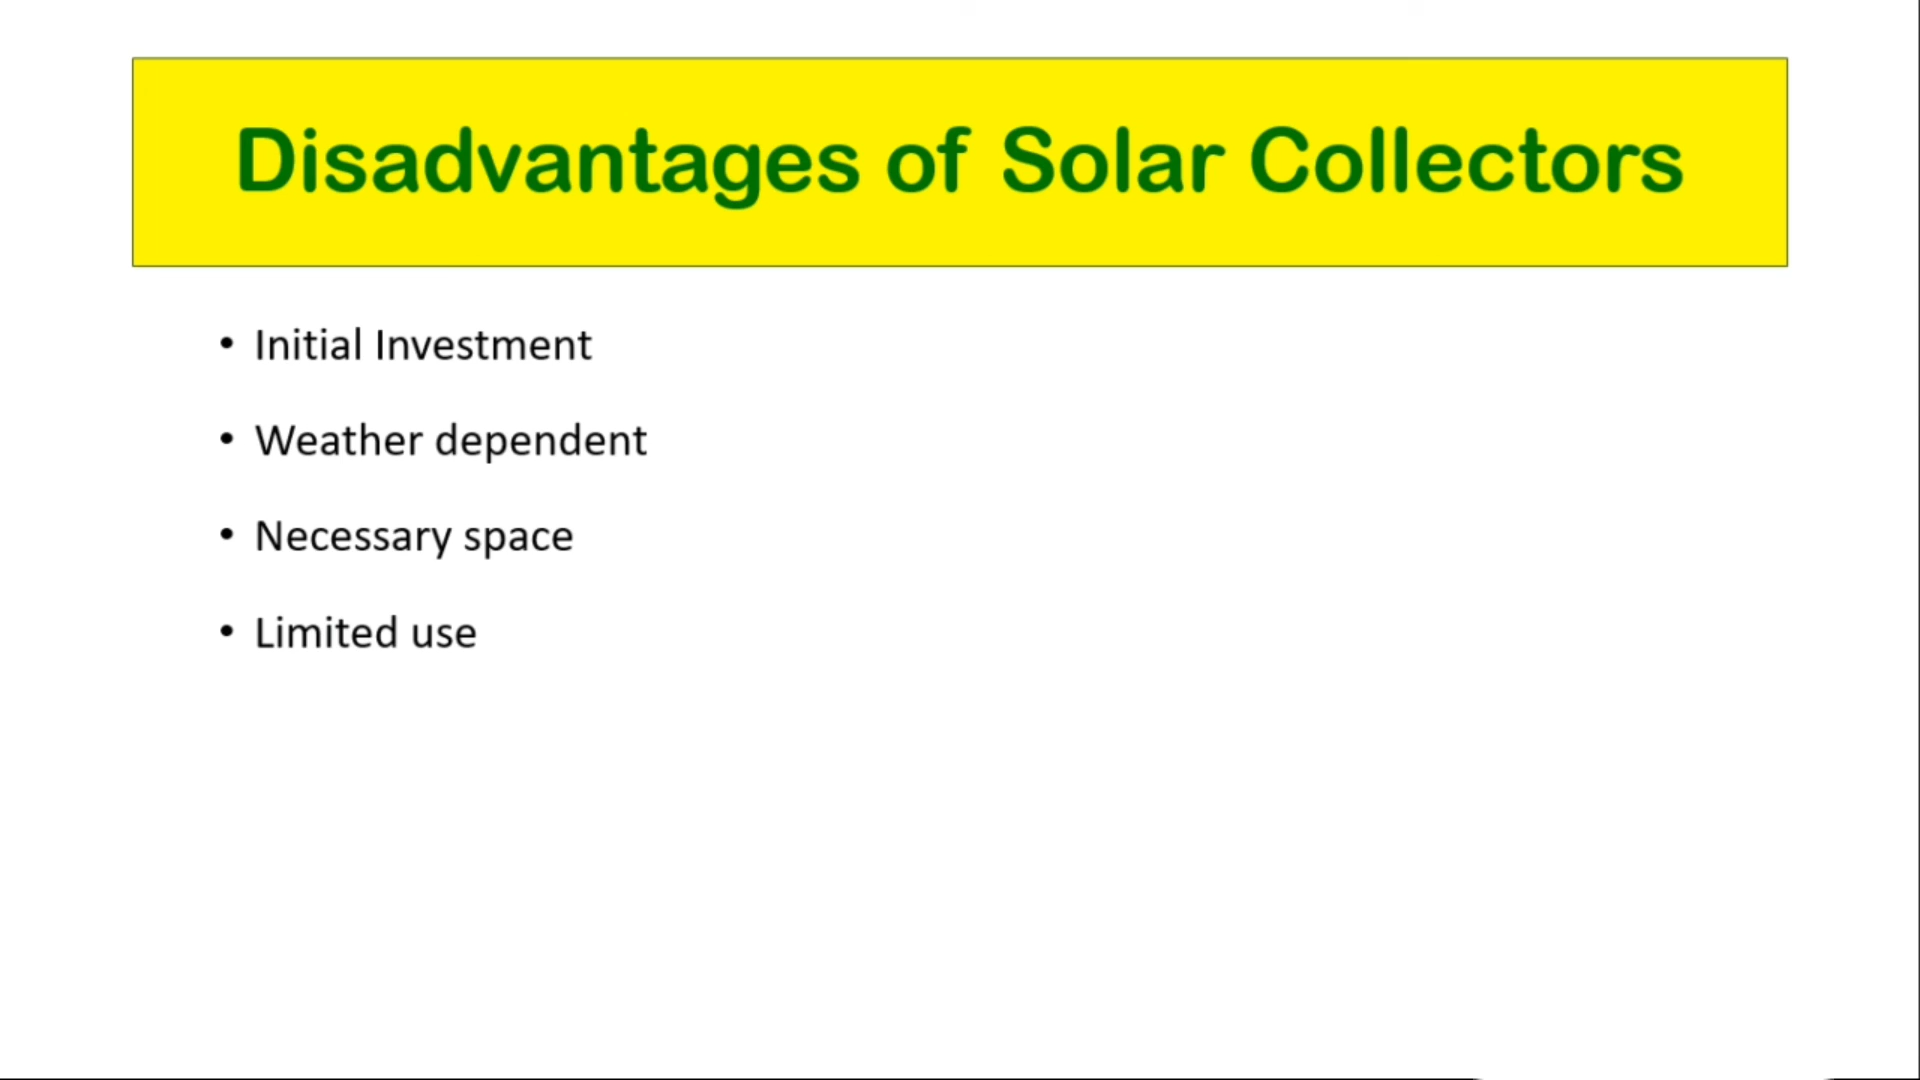 Disadvantages of Solar Collectors
• Initial Investment
• Weather dependent
• Necessary space
• Limited use